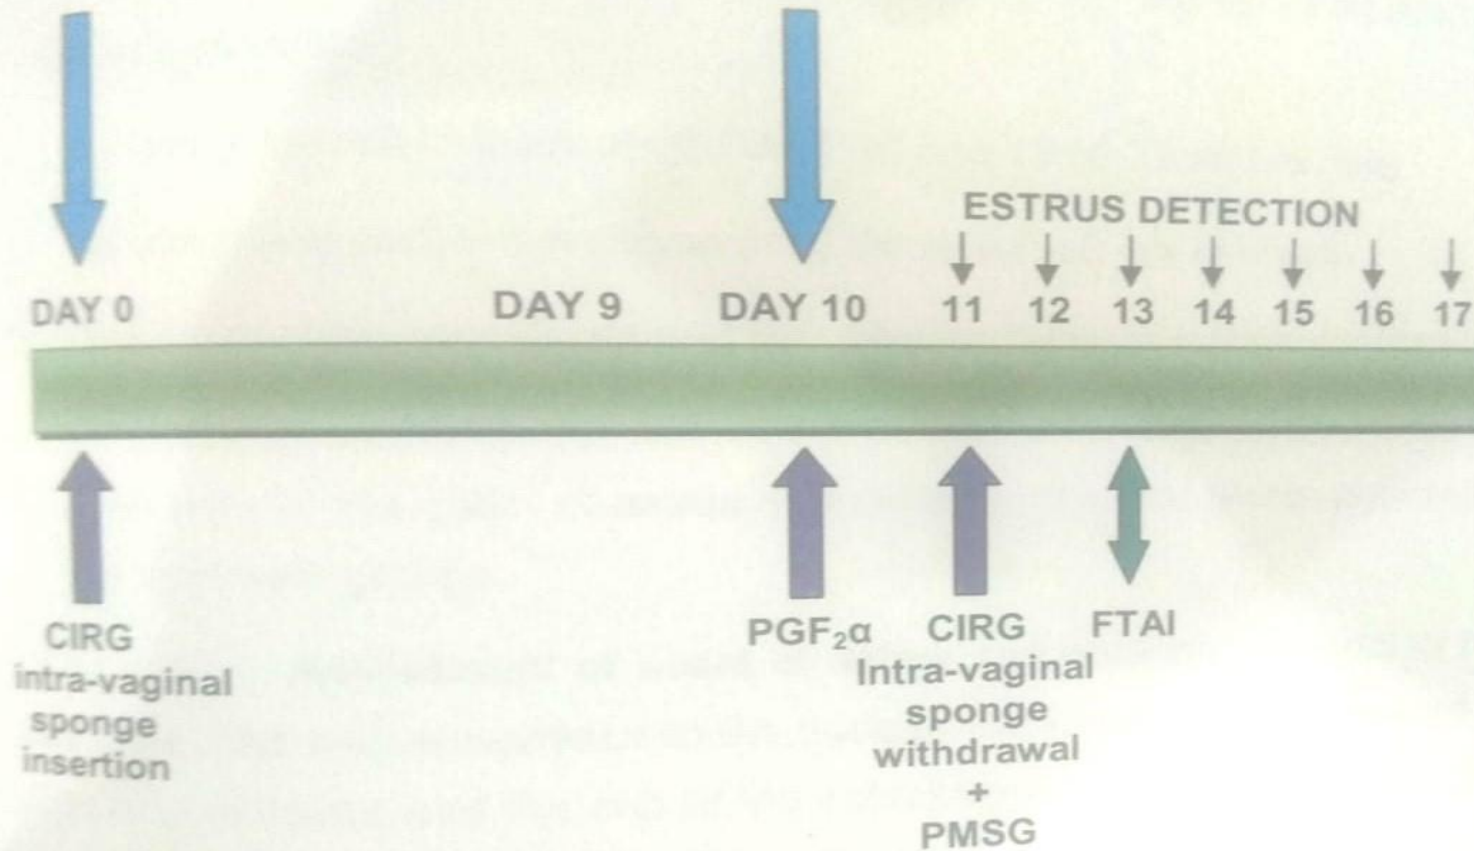 ESTRUS DETECTION
DAY 0 DAY 9 DAY 10 11 12 13 14 15 16 17
CIRG
intra-vaginal
sponge
insertion
PGF₂α
CIRG
Intra-vaginal
sponge
withdrawal
+
PMSG
FTAI